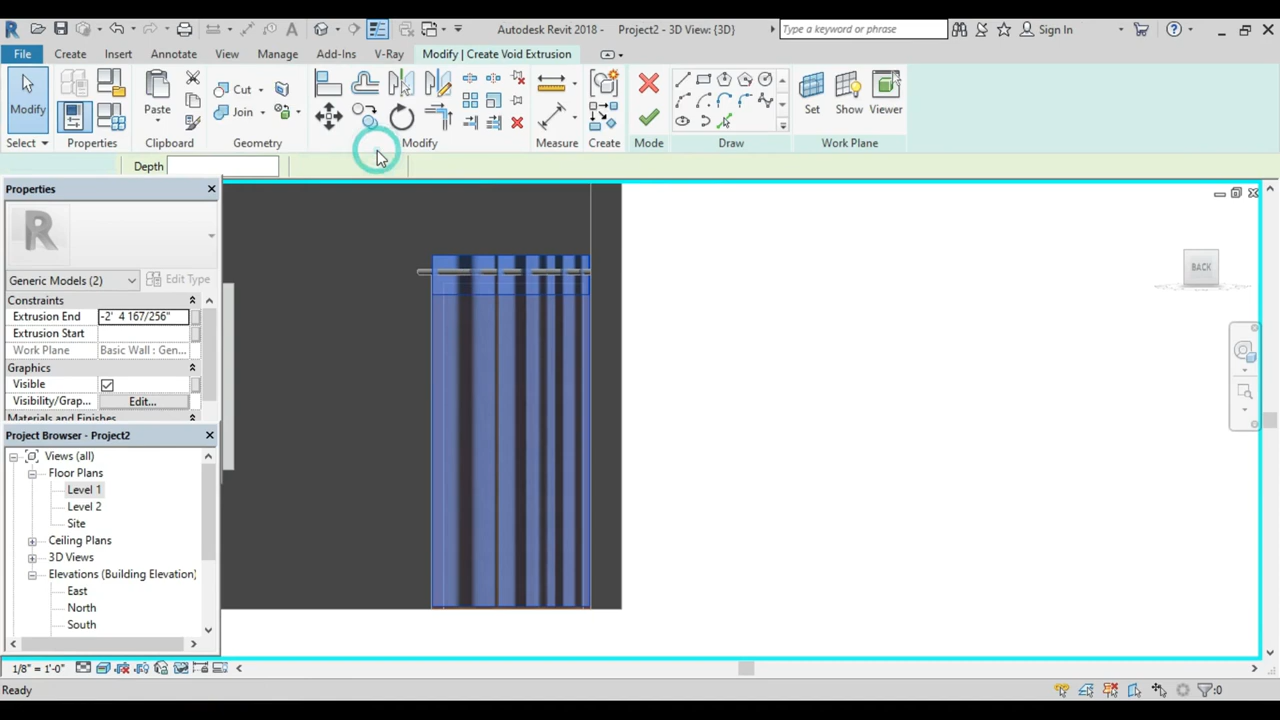 Autodesk Revit 2018 - Project2 - 3D View: {3D}
Type a keyword or phrase
Sign In
File Create Insert Annotate View Manage Add-Ins V-Ray Modify | Create Void Extrusion
Modify
Paste
Cut
Join
Set Show Viewer
Select Properties Clipboard Geometry Modify Measure Create Mode Draw Work Plane
Depth
Properties
R
Generic Models (2) Edit Type
Constraints
Extrusion End -2' 4 167/256"
Extrusion Start
Work Plane Basic Wall : Gen...
Graphics
Visible
Visibility/Grap... Edit...
Materials and Finishes
Project Browser - Project2
Views (all)
Floor Plans
Level 1
Level 2
Site
Ceiling Plans
3D Views
Elevations (Building Elevation)
East
North
South
BACK
1/8" = 1'-0"
Ready
:0